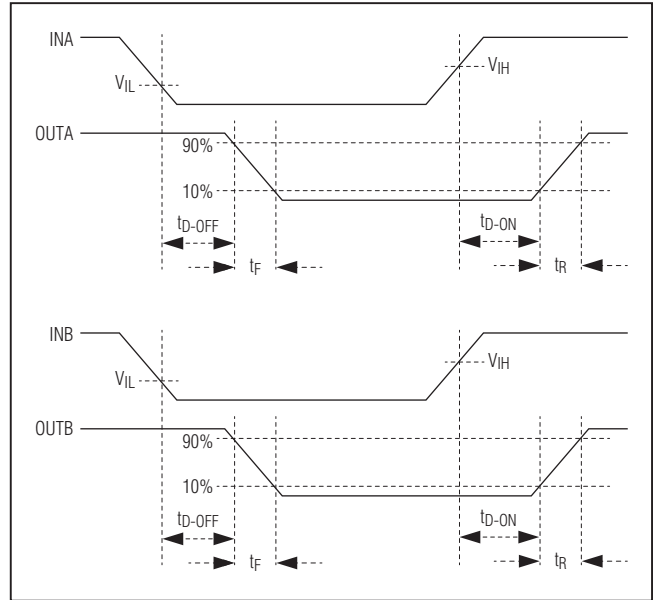 INA
VIL
VIH
OUTA
90%
10%
tD-OFF
tD-ON
tF
tR
INB
VIL
VIH
OUTB
90%
10%
tD-OFF
tD-ON
tF
tR